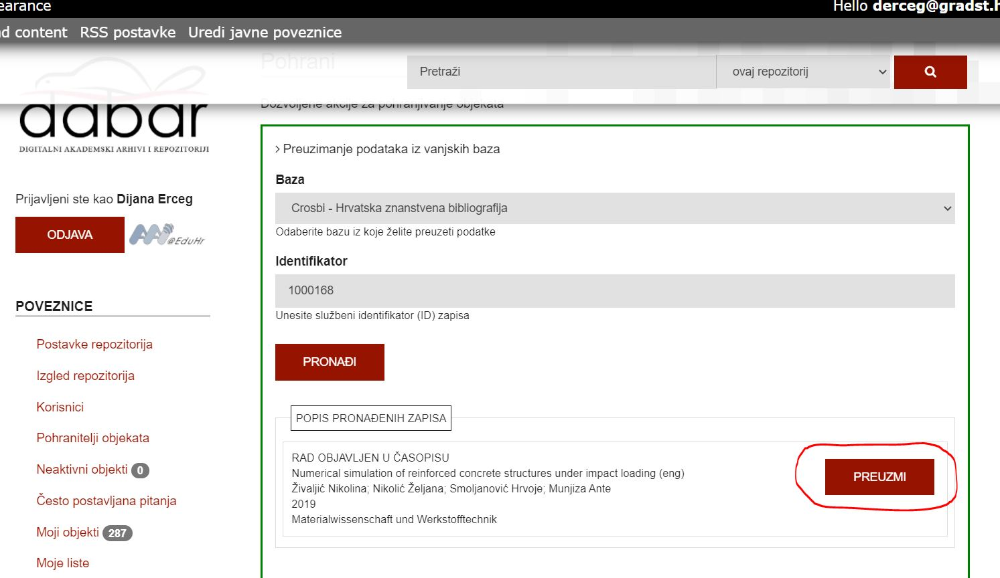 earance
Hello derceg@gradst.h
d content RSS postavke Uredi javne poveznice
Pohrani
Pretraži
ovaj repozitorij
Dozvoljene akcije za pohranjivanje objekata
dabar
DIGITALNI AKADEMSKI ARHIVI I REPOZITORIJI
Prijavljeni ste kao Dijana Erceg
ODJAVA
AAI@EduHr
POVEZNICE
Postavke repozitorija
Izgled repozitorija
Korisnici
Pohranitelji objekata
Neaktivni objekti 0
Često postavljana pitanja
Moji objekti 287
Moje liste
> Preuzimanje podataka iz vanjskih baza
Baza
Crosbi - Hrvatska znanstvena bibliografija
Odaberite bazu iz koje želite preuzeti podatke
Identifikator
1000168
Unesite službeni identifikator (ID) zapisa
PRONAĐI
POPIS PRONAĐENIH ZAPISA
RAD OBJAVLJEN U ČASOPISU
Numerical simulation of reinforced concrete structures under impact loading (eng)
Živaljić Nikolina; Nikolić Željana; Smoljanović Hrvoje; Munjiza Ante
2019
Materialwissenschaft und Werkstofftechnik
PREUZMI